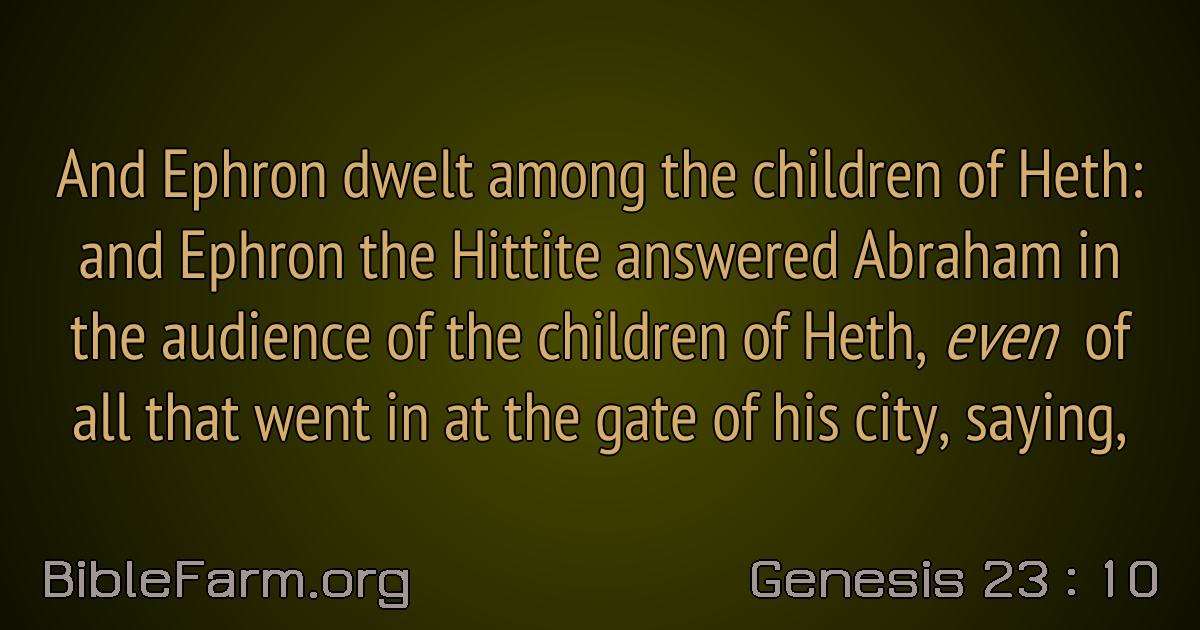 And Ephron dwelt among the children of Heth:
and Ephron the Hittite answered Abraham in
the audience of the children of Heth, even of
all that went in at the gate of his city, saying,
BibleFarm.org
Genesis 23 : 10